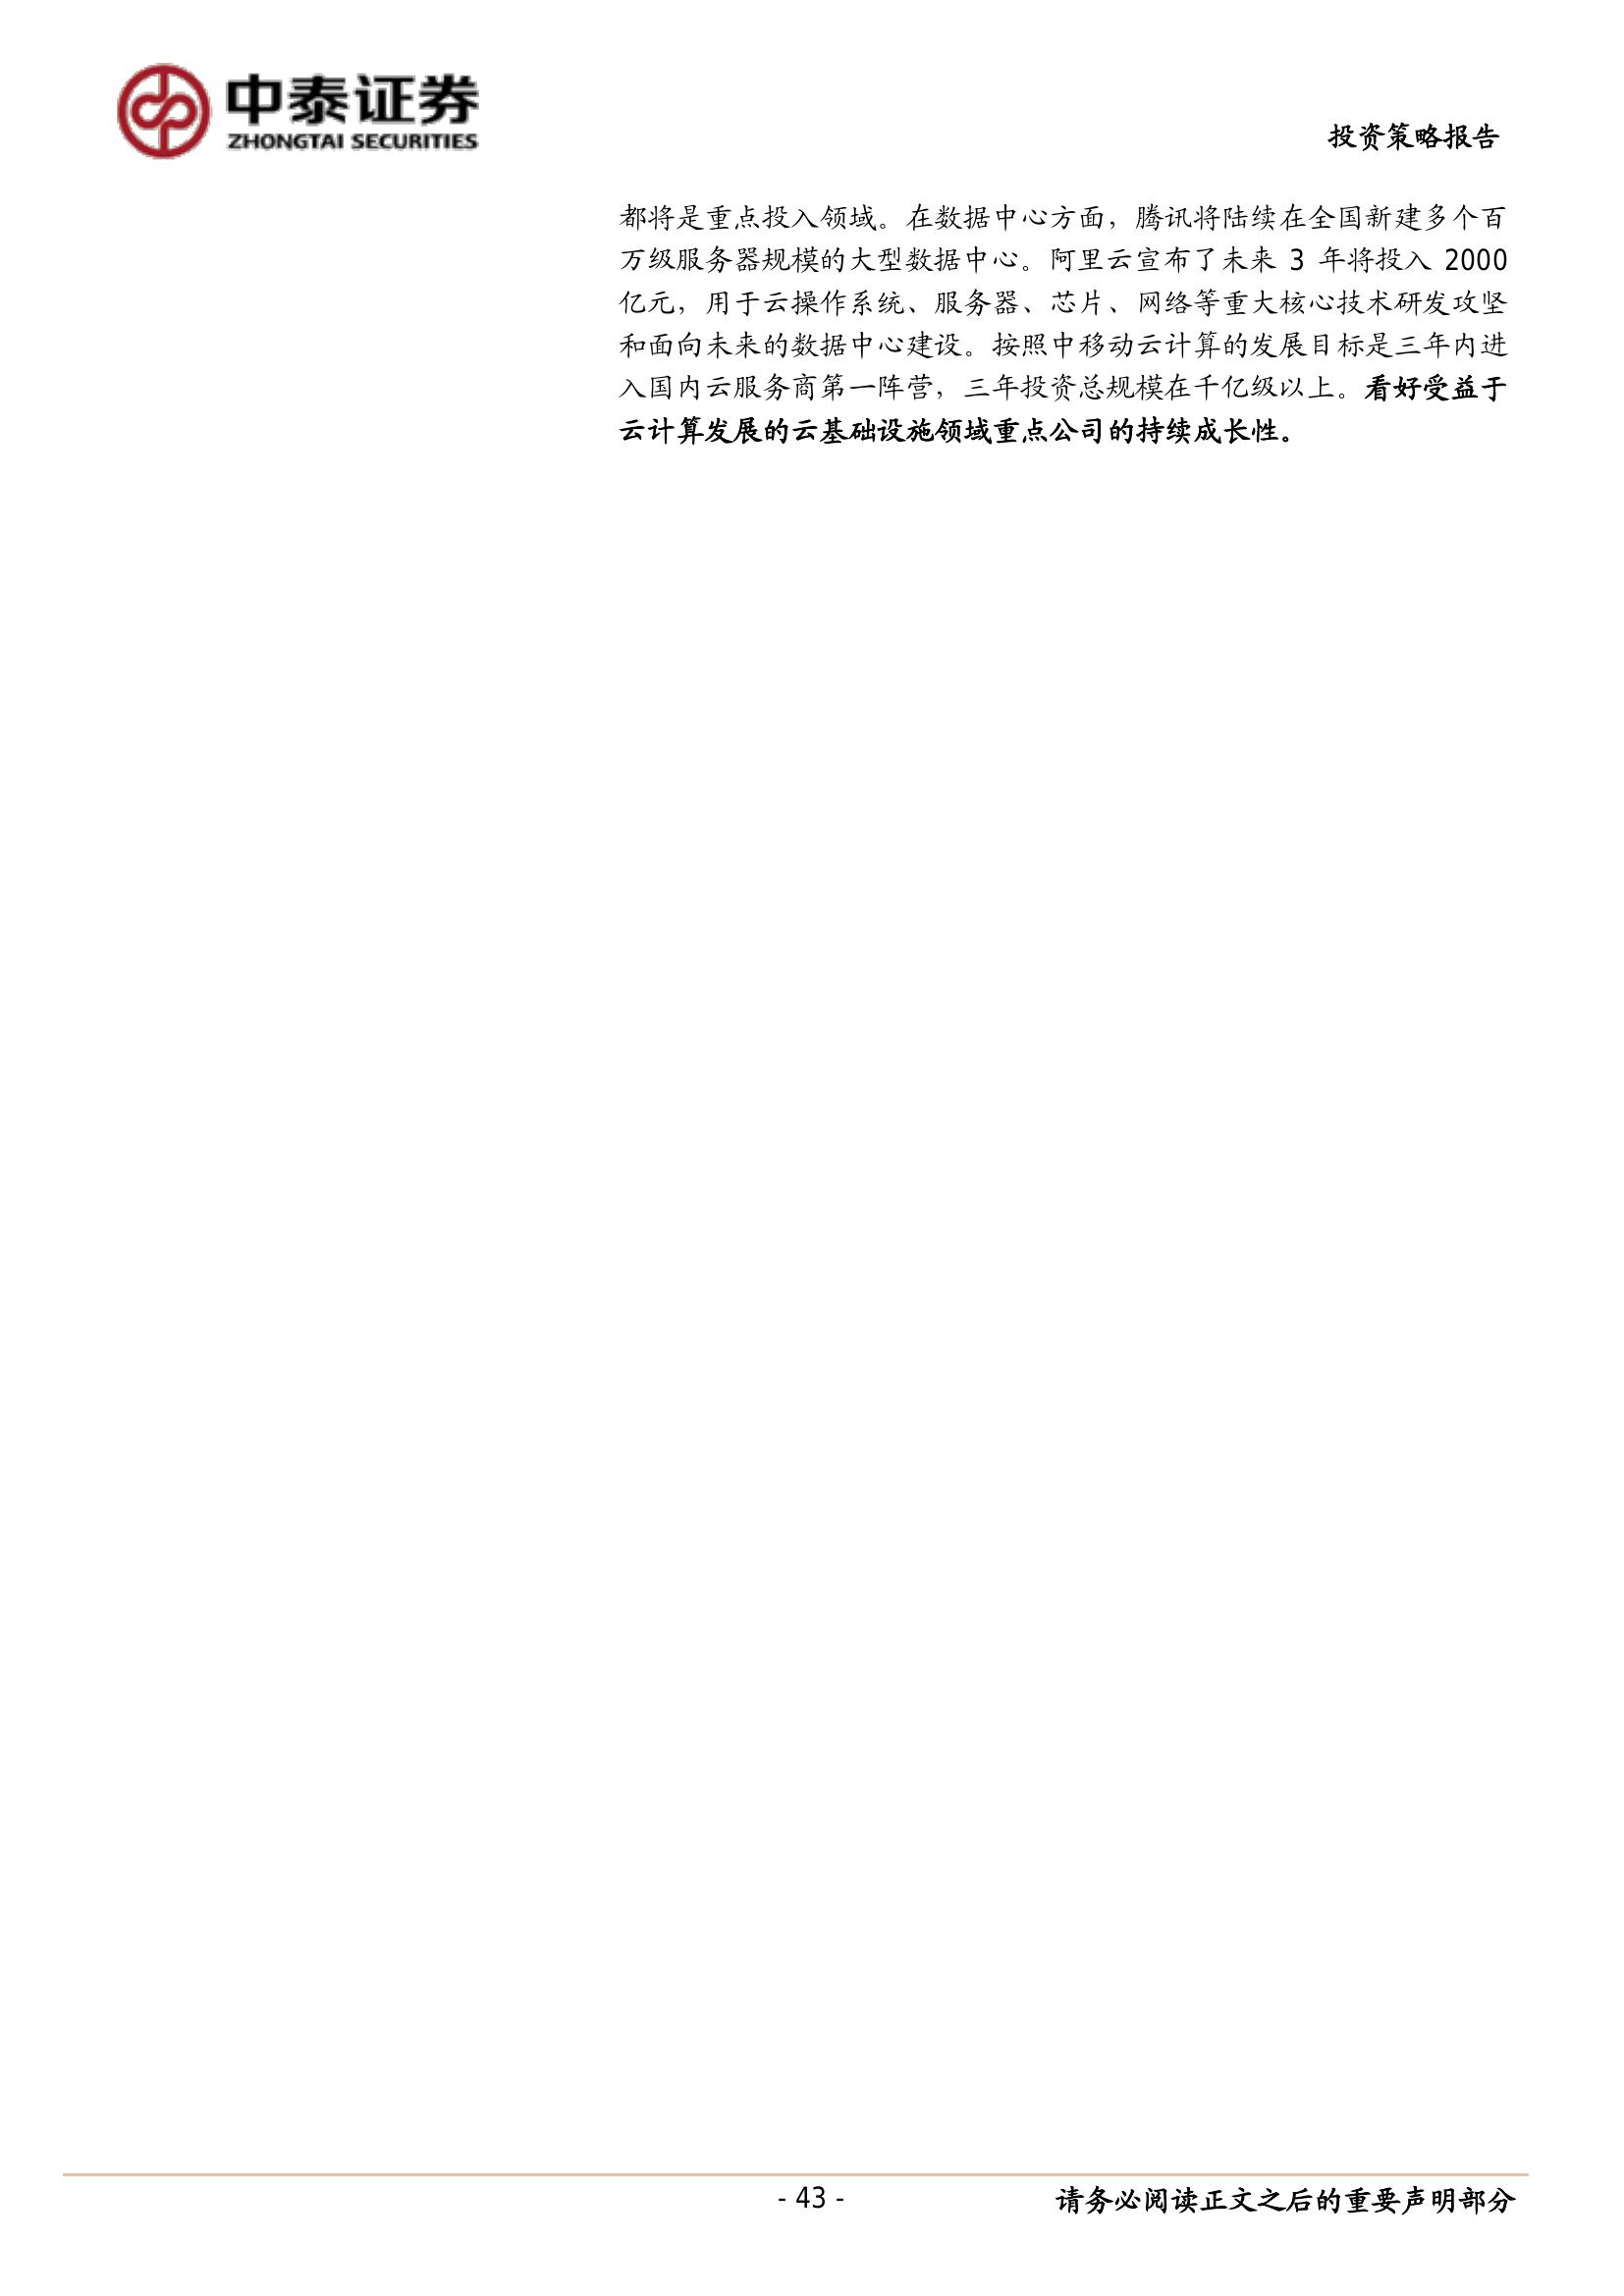 中泰证券
ZHONGTAI SECURITIES
投资策略报告
都将是重点投入领域。在数据中心方面，腾讯将陆续在全国新建多个百
万级服务器规模的大型数据中心。阿里云宣布了未来 3 年将投入 2000
亿元，用于云操作系统、服务器、芯片、网络等重大核心技术研发攻坚
和面向未来的数据中心建设。按照中移动云计算的发展目标是三年内进
入国内云服务商第一阵营，三年投资总规模在千亿级以上。看好受益于
云计算发展的云基础设施领域重点公司的持续成长性。
- 43 -
请务必阅读正文之后的重要声明部分